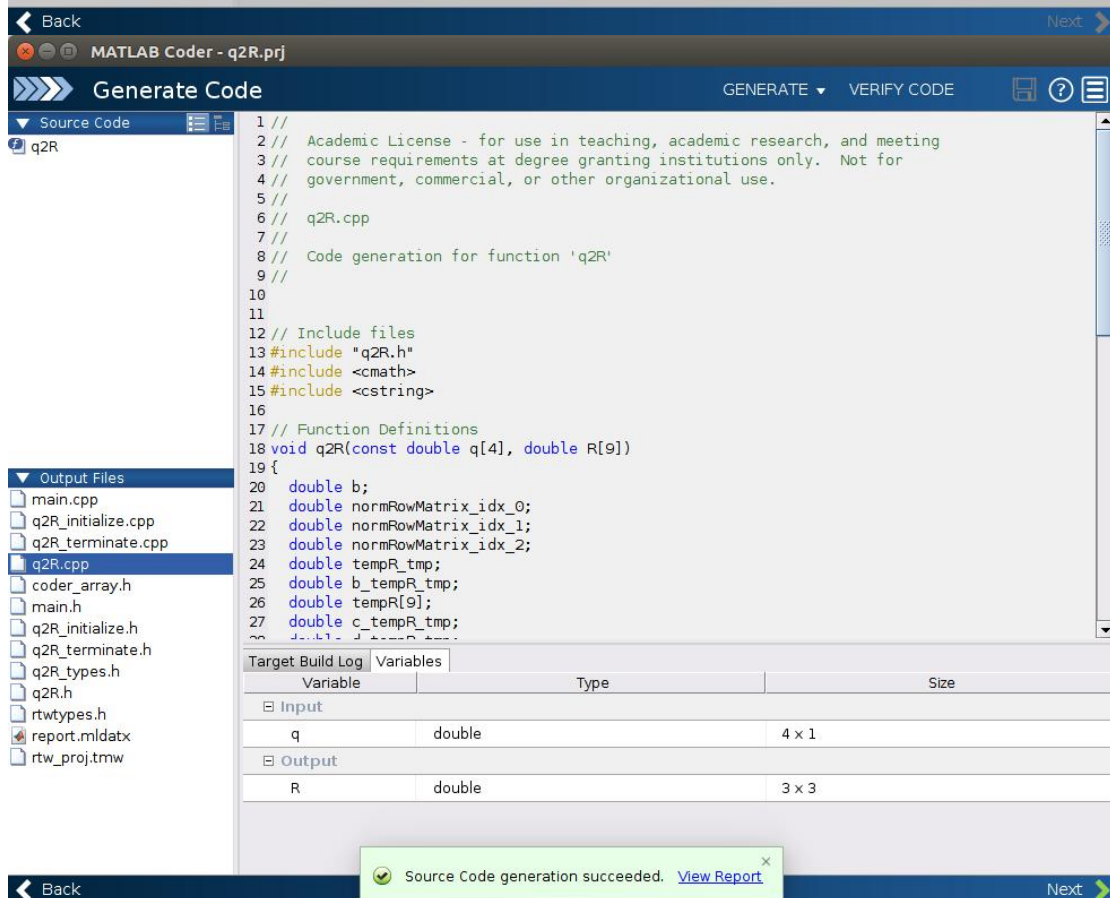 Back
Next
MATLAB Coder - q2R.prj
Generate Code
GENERATE
VERIFY CODE
Source Code
q2R
1 //
2 //  Academic License - for use in teaching, academic research, and meeting
3 //  course requirements at degree granting institutions only.  Not for
4 //  government, commercial, or other organizational use.
5 //
6 //  q2R.cpp
7 //
8 //  Code generation for function 'q2R'
9 //
10
11
12 // Include files
13 #include "q2R.h"
14 #include <cmath>
15 #include <cstring>
16
17 // Function Definitions
18 void q2R(const double q[4], double R[9])
19 {
20   double b;
21   double normRowMatrix_idx_0;
22   double normRowMatrix_idx_1;
23   double normRowMatrix_idx_2;
24   double tempR_tmp;
25   double b_tempR_tmp;
26   double tempR[9];
27   double c_tempR_tmp;
Output Files
main.cpp
q2R_initialize.cpp
q2R_terminate.cpp
q2R.cpp
coder_array.h
main.h
q2R_initialize.h
q2R_terminate.h
q2R_types.h
q2R.h
rtwtypes.h
report.mldatx
rtw_proj.tmw
Target Build Log
Variables
Variable Type Size
Input
q double 4 x 1
Output
R double 3 x 3
Source Code generation succeeded. View Report
Back
Next